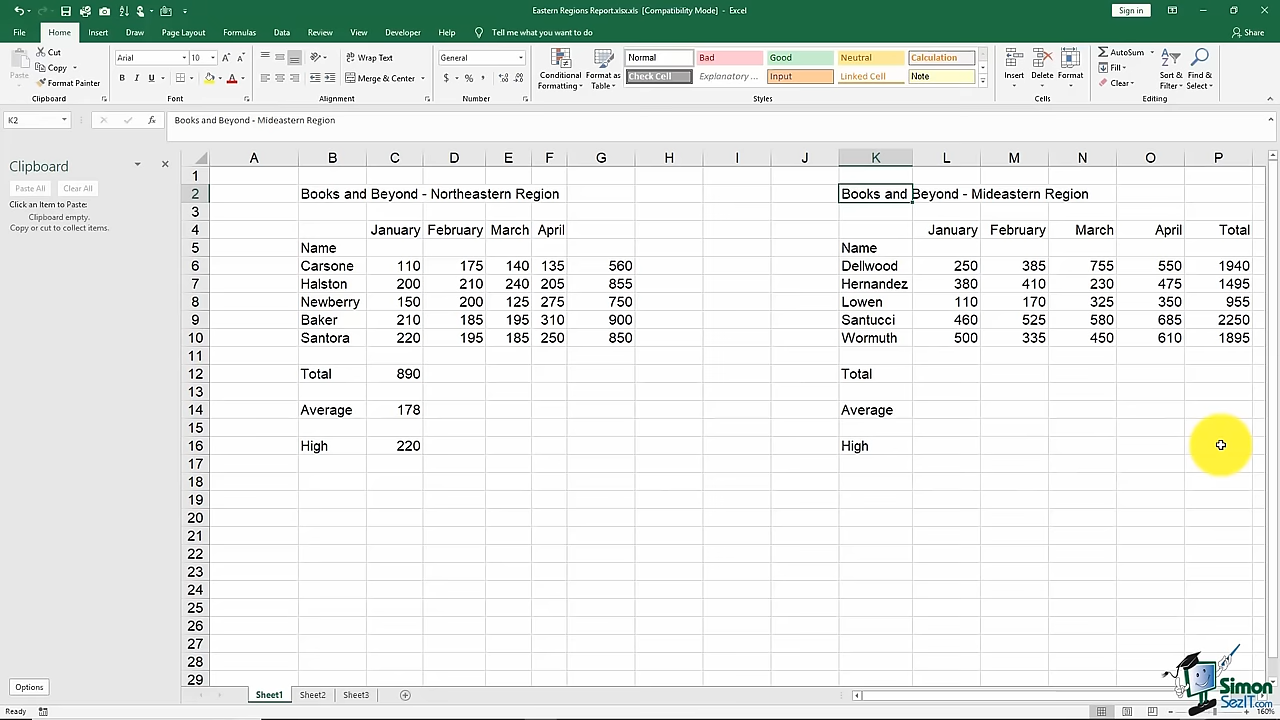 Eastern Regions Report.xlsx.xls [Compatibility Mode] - Excel
Sign in
File Home Insert Draw Page Layout Formulas Data Review View Developer Help Tell me what you want to do Share
Paste
Cut
Copy
Format Painter
Clipboard
Arial 10
B I U
Font
Wrap Text
Merge & Center
Alignment
General
$ % ,
Number
Conditional Formatting
Format as Table
Normal Bad Good Neutral Calculation
Check Cell Explanatory ... Input Linked Cell Note
Styles
Insert Delete Format
Cells
AutoSum
Fill
Clear
Sort & Filter
Find & Select
Editing
K2 fx Books and Beyond - Mideastern Region
Clipboard
Paste All Clear All
Click an Item to Paste:
Clipboard empty.
Copy or cut to collect items.
Options
A B C D E F G H I J K L M N O P
1
2 Books and Beyond - Northeastern Region Books and Beyond - Mideastern Region
3
4 January February March April January February March April Total
5 Name Name
6 Carsone 110 175 140 135 560 Dellwood 250 385 755 550 1940
7 Halston 200 210 240 205 855 Hernandez 380 410 230 475 1495
8 Newberry 150 200 125 275 750 Lowen 110 170 325 350 955
9 Baker 210 185 195 310 900 Santucci 460 525 580 685 2250
10 Santora 220 195 185 250 850 Wormuth 500 335 450 610 1895
11
12 Total 890 Total
13
14 Average 178 Average
15
16 High 220 High
17
18
19
20
21
22
23
24
25
26
27
28
29
Sheet1 Sheet2 Sheet3
Simon
SezIT.com
Ready
160%